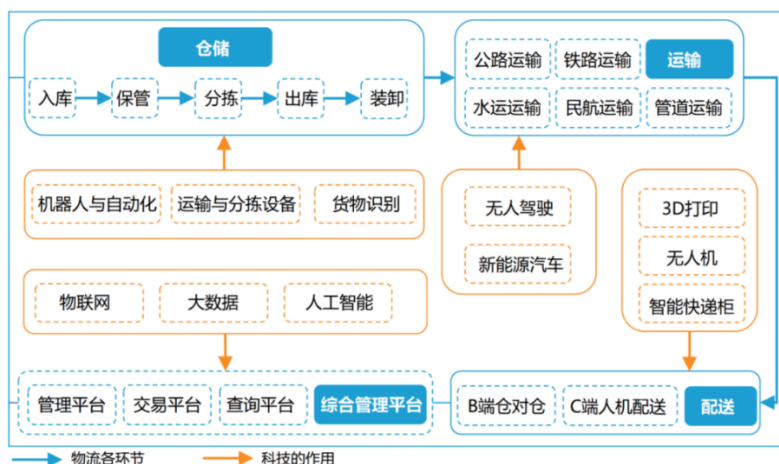 仓储
入库
保管
分拣
出库
装卸
公路运输
铁路运输
运输
水运运输
民航运输
管道运输
机器人与自动化
运输与分拣设备
货物识别
无人驾驶
新能源汽车
3D打印
无人机
智能快递柜
物联网
大数据
人工智能
管理平台
交易平台
查询平台
综合管理平台
B端仓对仓
C端人机配送
配送
物流各环节
科技的作用